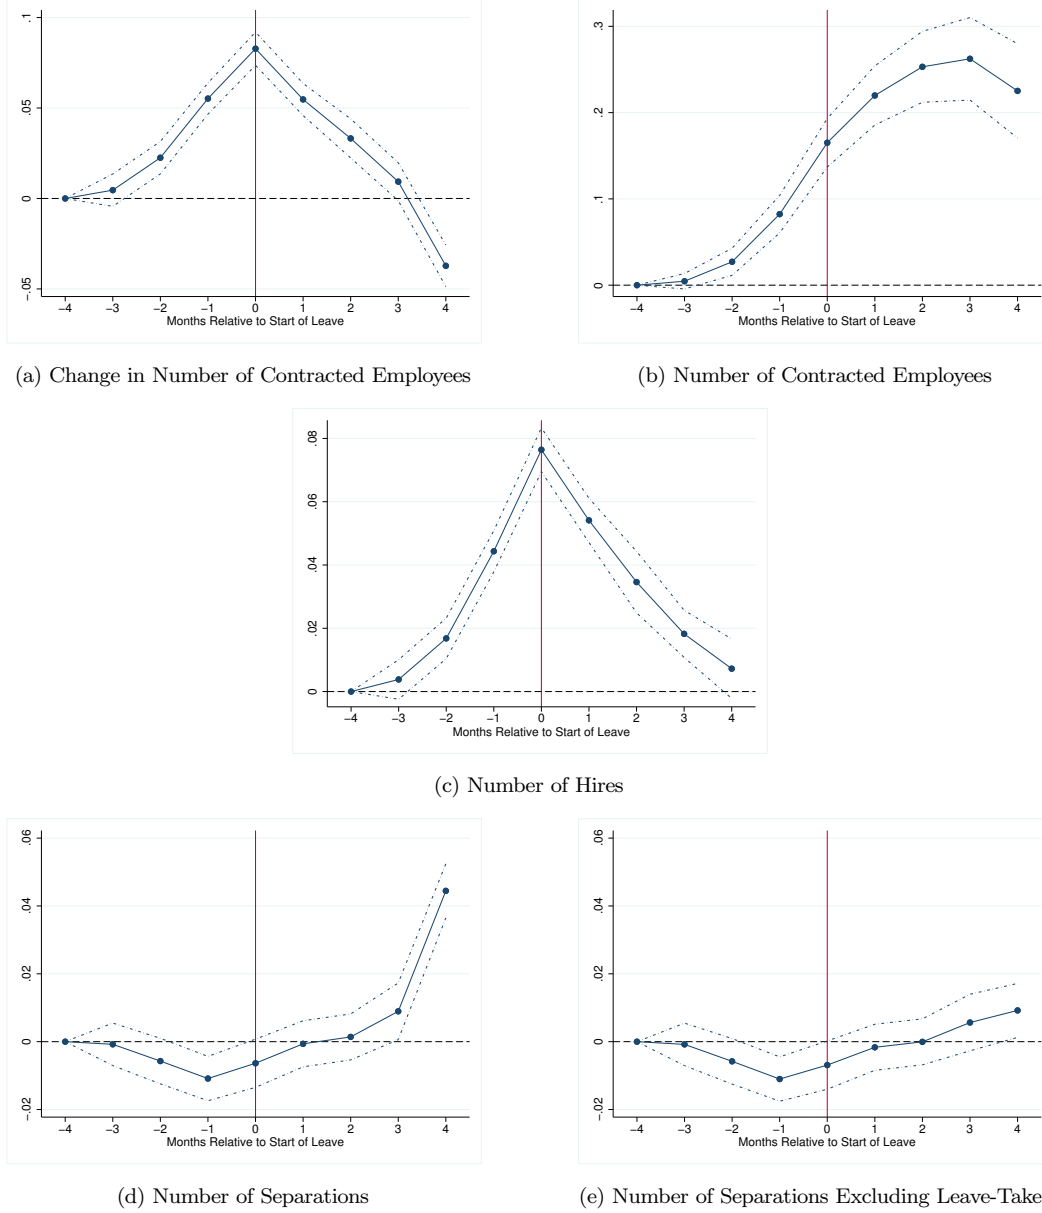 .1
.05
0
-.05
-4 -3 -2 -1 0 1 2 3 4
Months Relative to Start of Leave
(a) Change in Number of Contracted Employees
.3
.2
.1
0
-4 -3 -2 -1 0 1 2 3 4
Months Relative to Start of Leave
(b) Number of Contracted Employees
.08
.06
.04
.02
0
-4 -3 -2 -1 0 1 2 3 4
Months Relative to Start of Leave
(c) Number of Hires
.06
.04
.02
0
-.02
-4 -3 -2 -1 0 1 2 3 4
Months Relative to Start of Leave
(d) Number of Separations
.06
.04
.02
0
-.02
-4 -3 -2 -1 0 1 2 3 4
Months Relative to Start of Leave
(e) Number of Separations Excluding Leave-Take